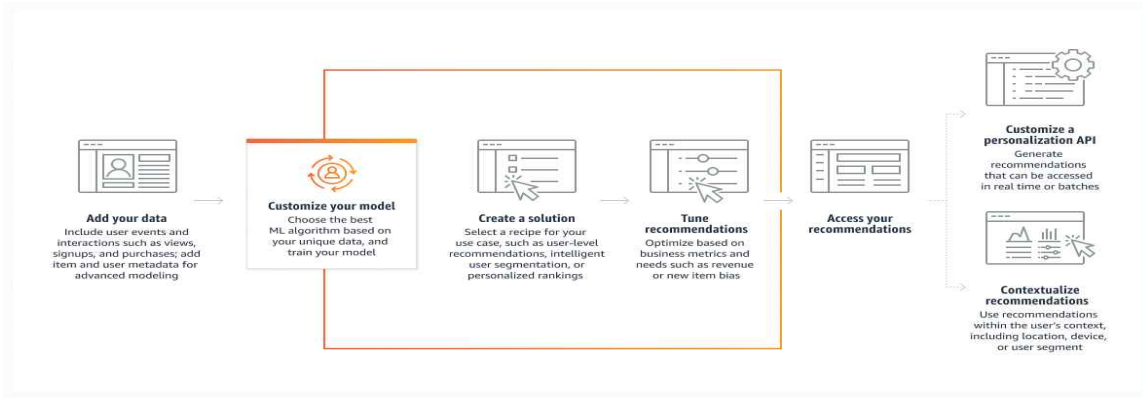 Add your data
Include user events and
interactions such as views,
signups, and purchases; add
item and user metadata for
advanced modeling
Customize your model
Choose the best
ML algorithm based on
your unique data, and
train your model
Create a solution
Select a recipe for your
use case, such as user-level
recommendations, intelligent
user segmentation, or
personalized rankings
Tune
recommendations
Optimize based on
business metrics and
needs such as revenue
or new item bias
Access your
recommendations
Customize a
personalization API
Generate
recommendations
that can be accessed
in real time or batches
Contextualize
recommendations
Use recommendations
within the user's context,
including location, device,
or user segment